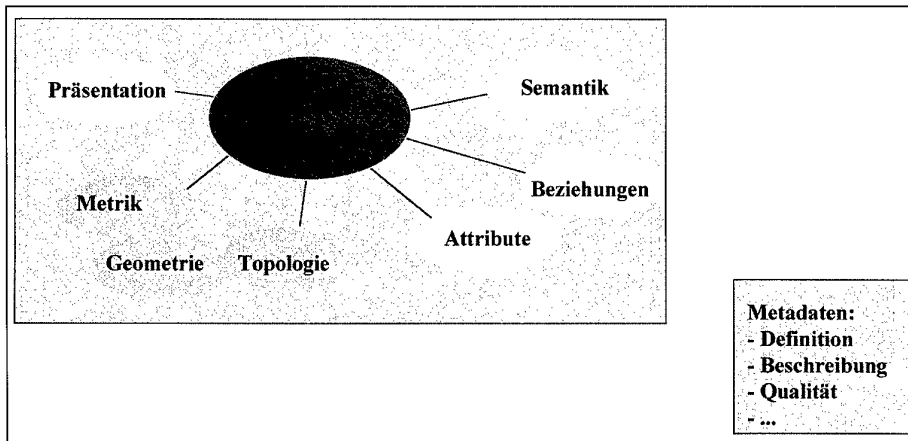 Präsentation
Semantik
Beziehungen
Metrik
Attribute
Geometrie Topologie
Metadaten:
- Definition
- Beschreibung
- Qualität
- ...